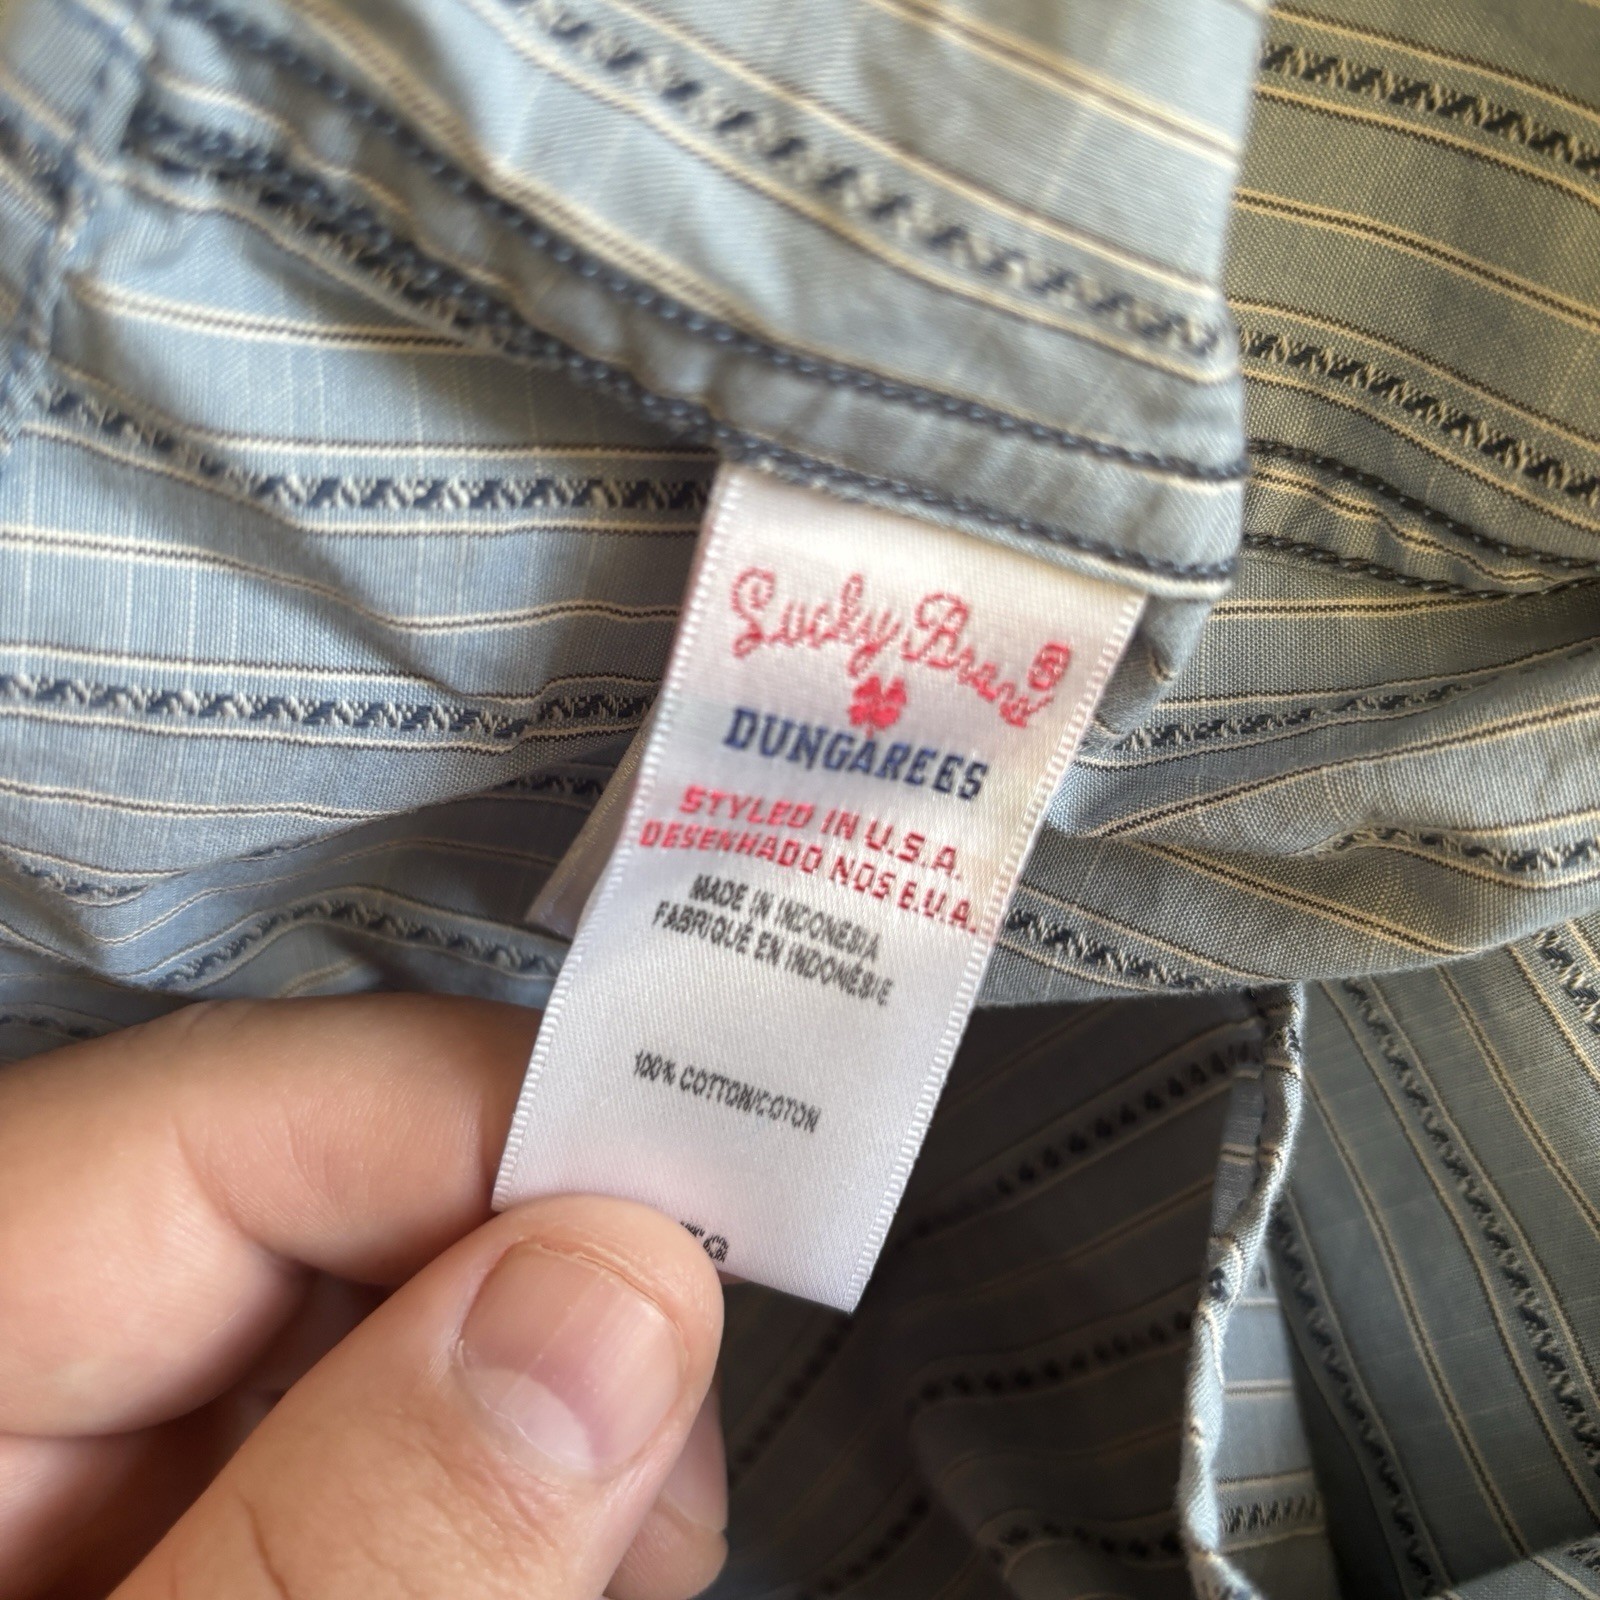 Lucky Brand®
DUNGAREES
STYLED IN U.S.A.
DESENHADO NOS E.U.A.
MADE IN INDONESIA
FABRIQUÉ EN INDONÉSIE
100% COTTON/COTON